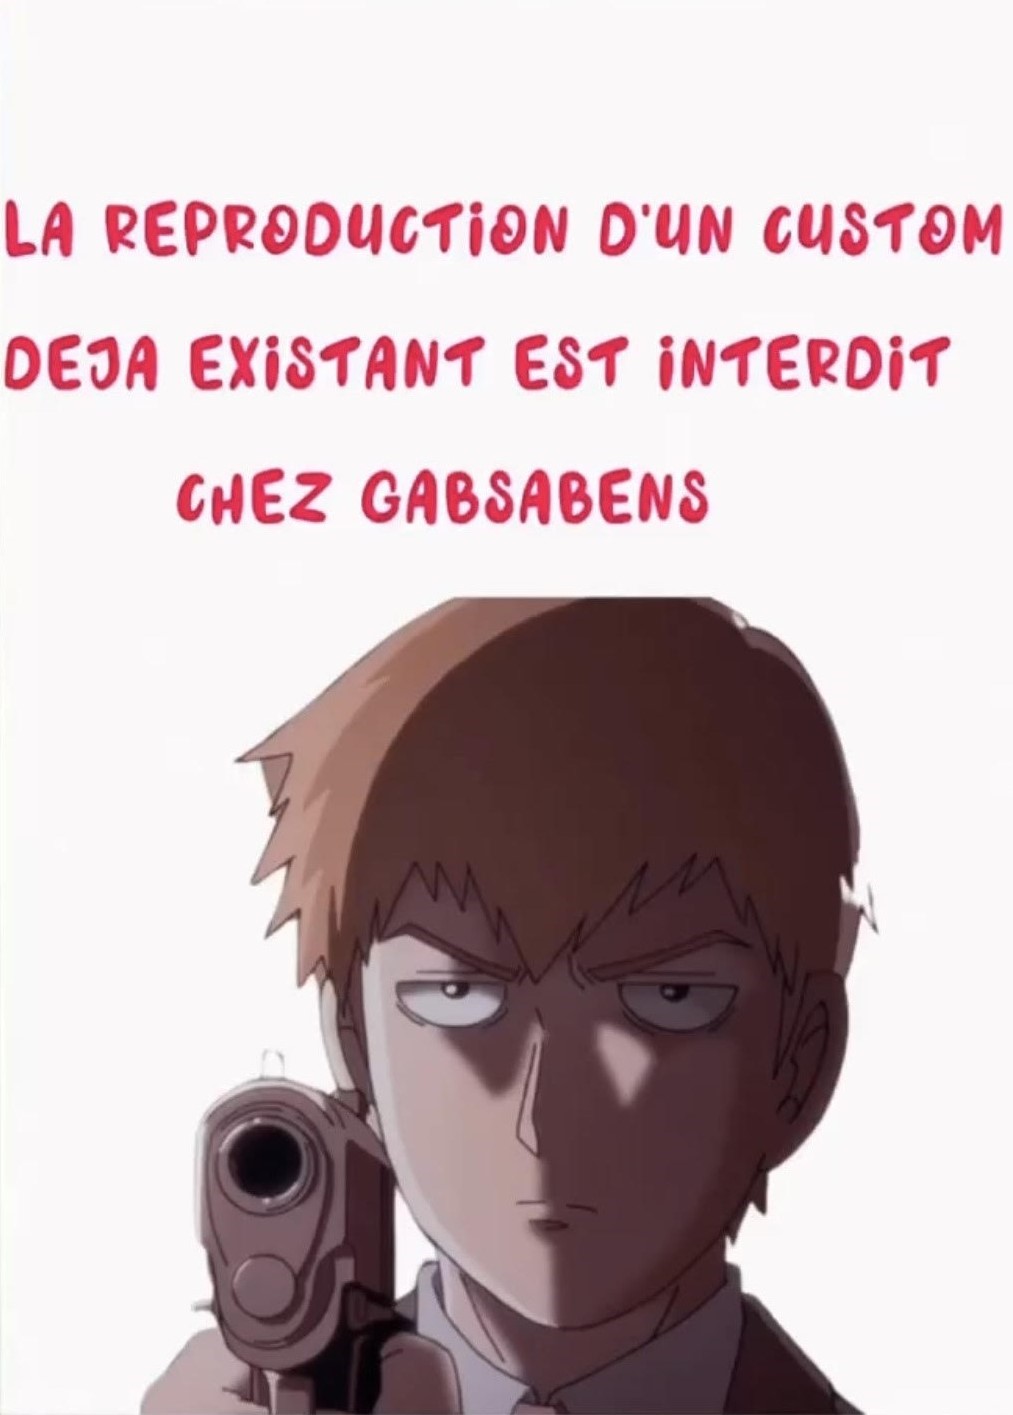 LA REPRODUCTION D'UN CUSTOM
DEJA EXISTANT EST INTERDIT
CHEZ GABSABENS